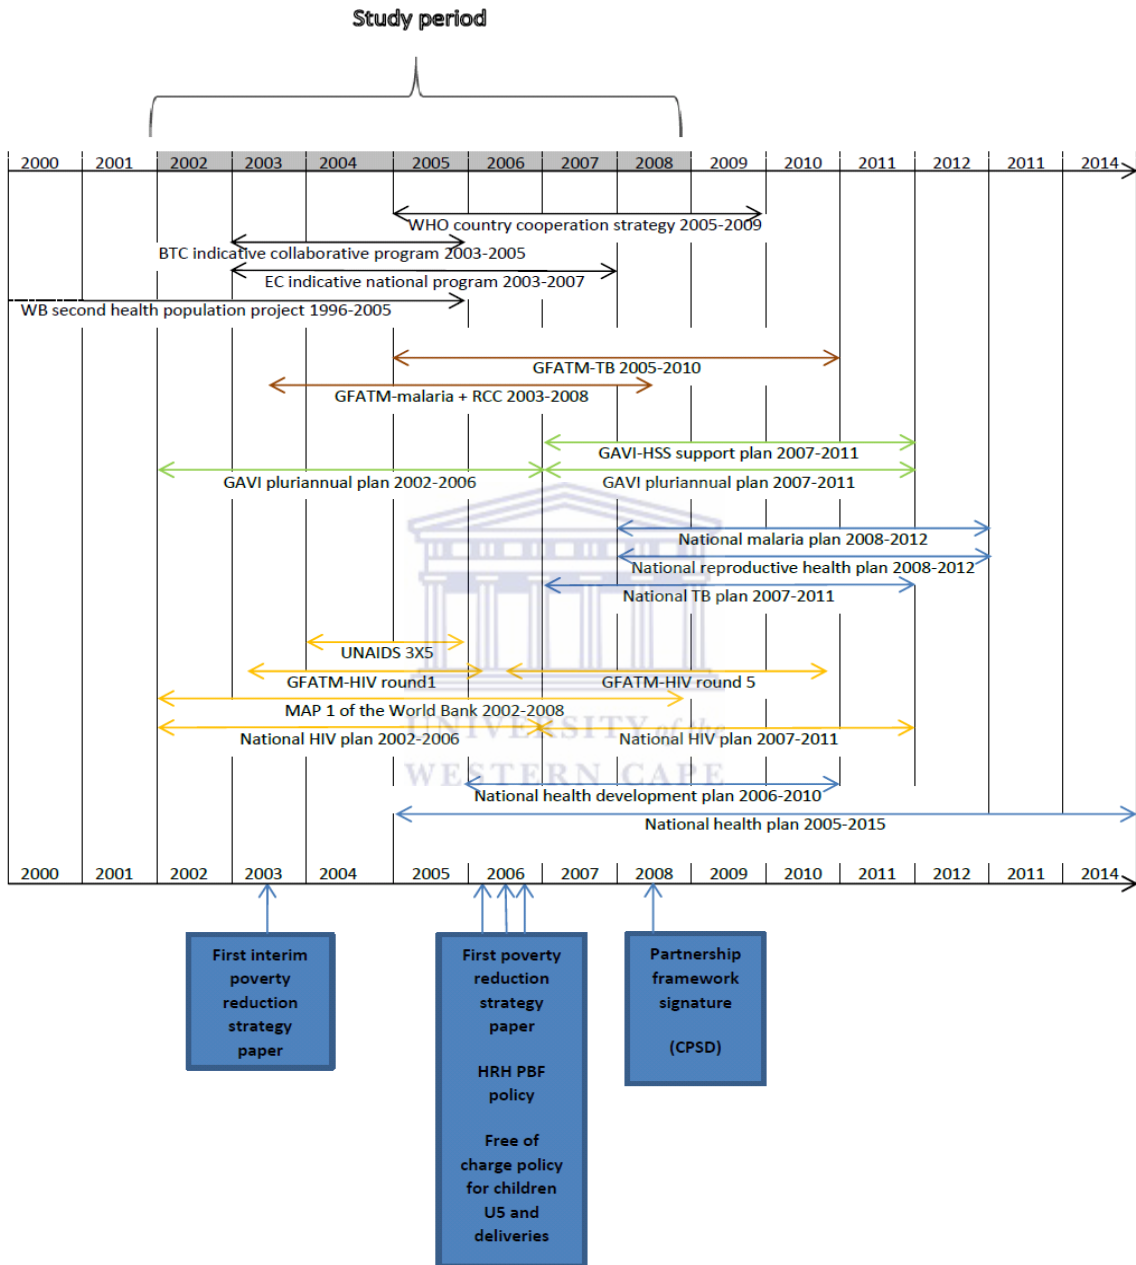 Study period
2000 2001 2002 2003 2004 2005 2006 2007 2008 2009 2010 2011 2012 2011 2014
WHO country cooperation strategy 2005-2009
BTC indicative collaborative program 2003-2005
EC indicative national program 2003-2007
WB second health population project 1996-2005
GFATM-TB 2005-2010
GFATM-malaria + RCC 2003-2008
GAVI-HSS support plan 2007-2011
GAVI pluriannual plan 2002-2006 GAVI pluriannual plan 2007-2011
National malaria plan 2008-2012
National reproductive health plan 2008-2012
National TB plan 2007-2011
UNAIDS 3X5
GFATM-HIV round1 GFATM-HIV round 5
MAP 1 of the World Bank 2002-2008
UNIVERSITY of the
National HIV plan 2002-2006 National HIV plan 2007-2011
WESTERN CAPE
National health development plan 2006-2010
National health plan 2005-2015
2000 2001 2002 2003 2004 2005 2006 2007 2008 2009 2010 2011 2012 2011 2014
First interim
poverty
reduction
strategy
paper
First poverty
reduction
strategy
paper
HRH PBF
policy
Free of
charge policy
for children
U5 and
deliveries
Partnership
framework
signature
(CPSD)